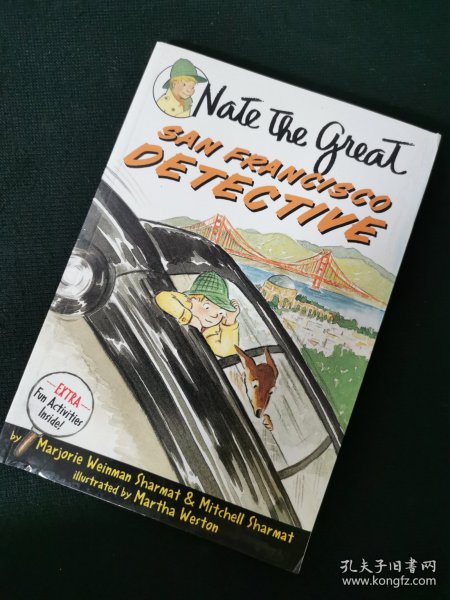 Nate the Great
SAN FRANCISCO
DETECTIVE
EXTRA
Fun Activities
Inside!
by Marjorie Weinman Sharmat & Mitchell Sharmat
illustrated by Martha Weston
孔夫子旧书网
www.kongfz.com